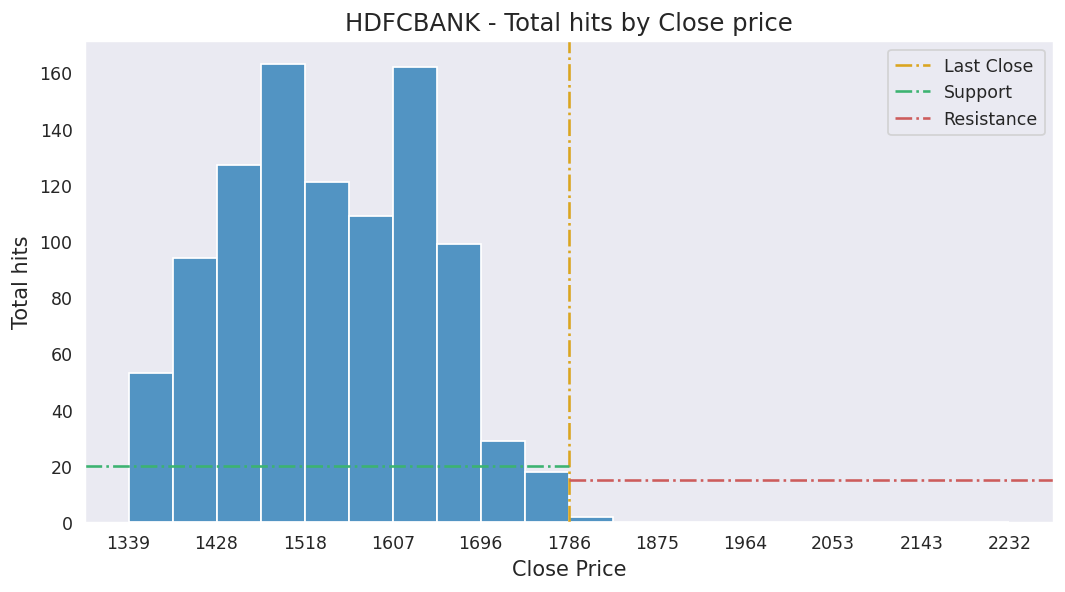 HDFCBANK - Total hits by Close price
Last Close
Support
Resistance
Total hits
160
140
120
100
80
60
40
20
0
1339 1428 1518 1607 1696 1786 1875 1964 2053 2143 2232
Close Price